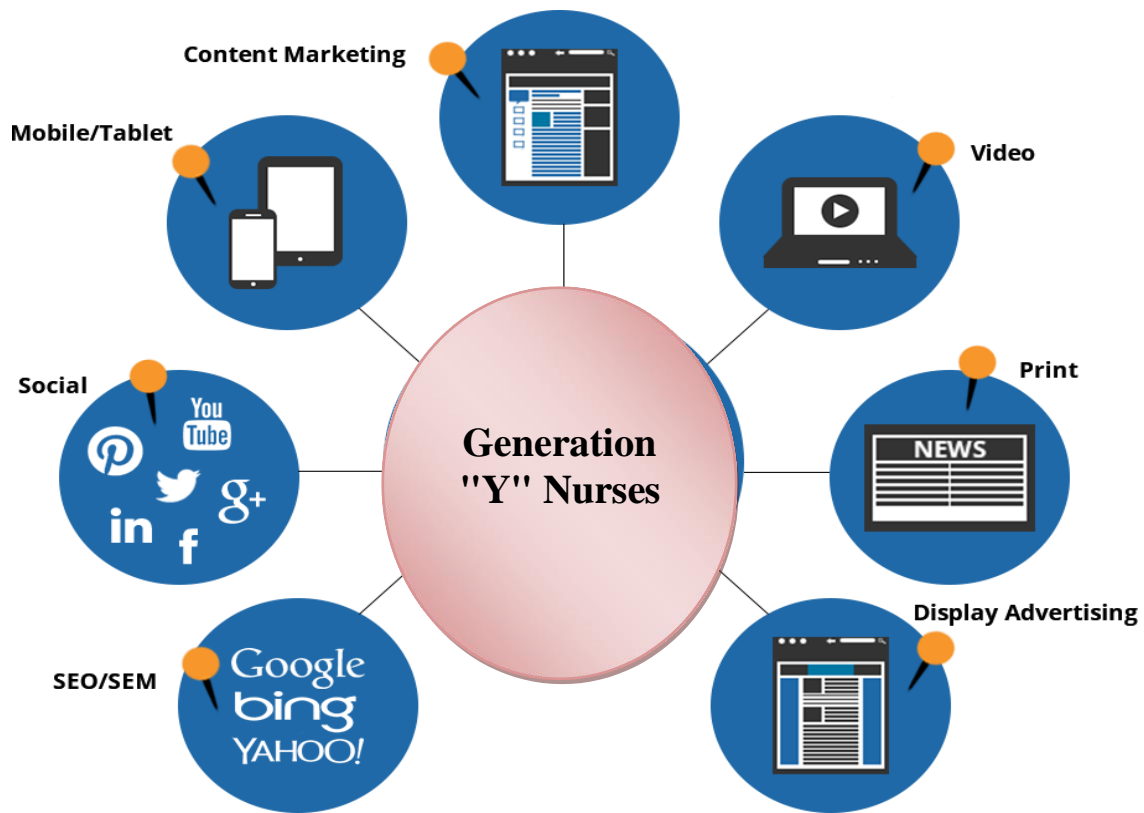 Content Marketing
Mobile/Tablet
Video
Social
You
Tube
in
f
g+
Print
NEWS
Generation
"Y" Nurses
SEO/SEM
Google
bing
YAHOO!
Display Advertising